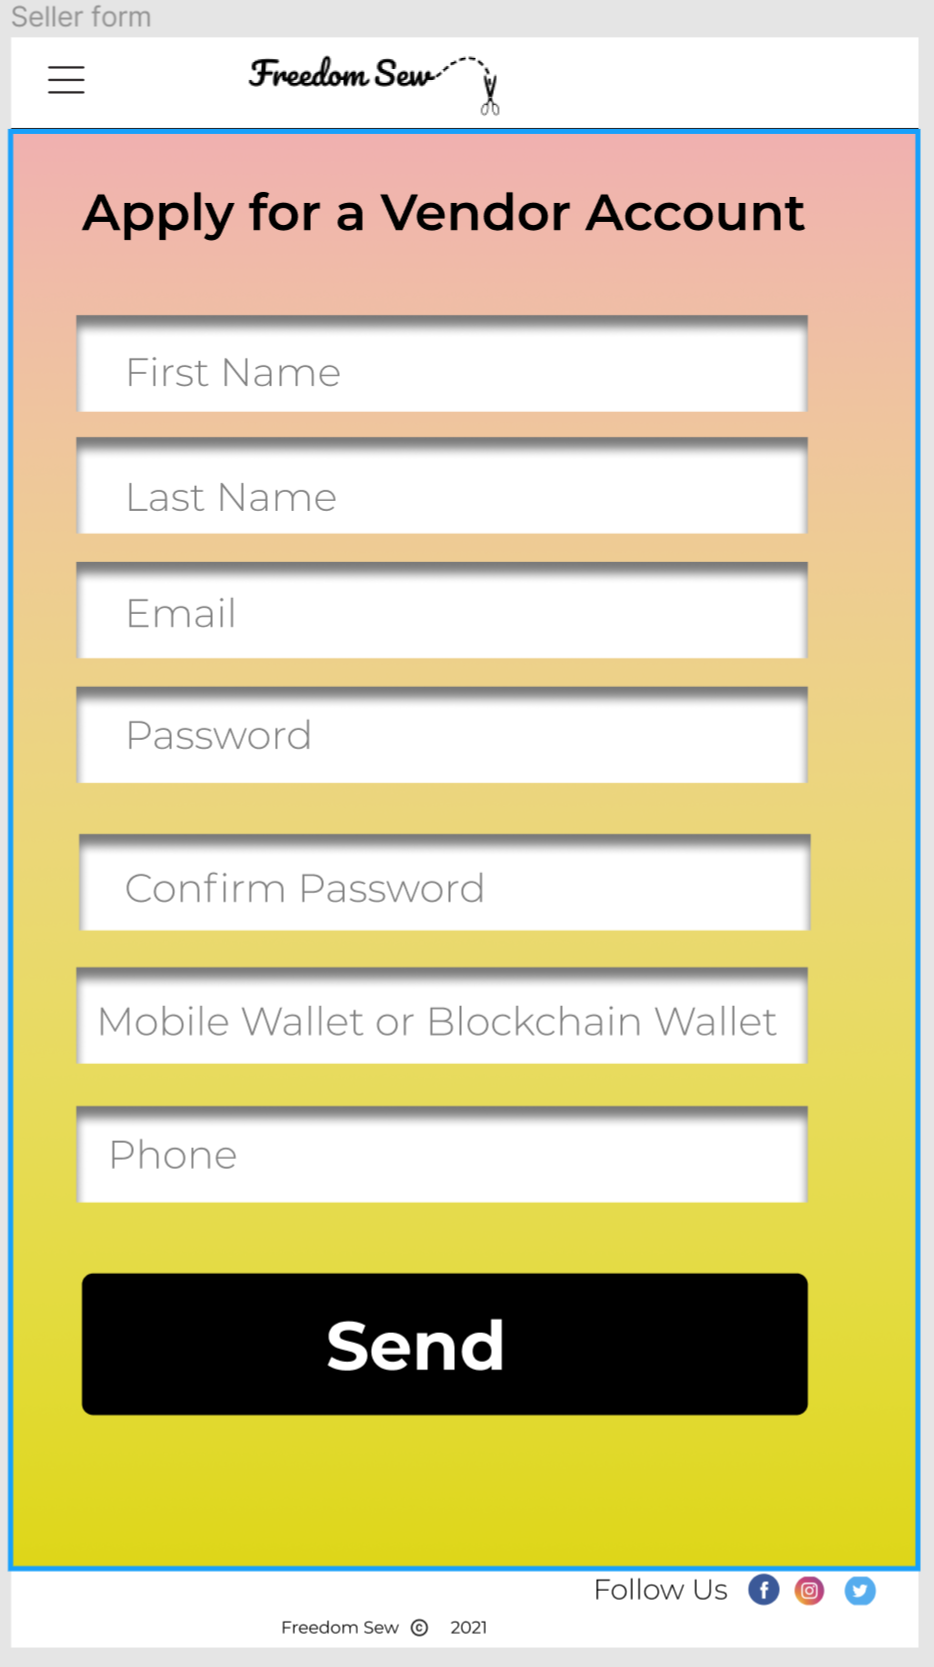 Seller form
Freedom Sew
Apply for a Vendor Account
First Name
Last Name
Email
Password
Confirm Password
Mobile Wallet or Blockchain Wallet
Phone
Send
Follow Us
Freedom Sew © 2021